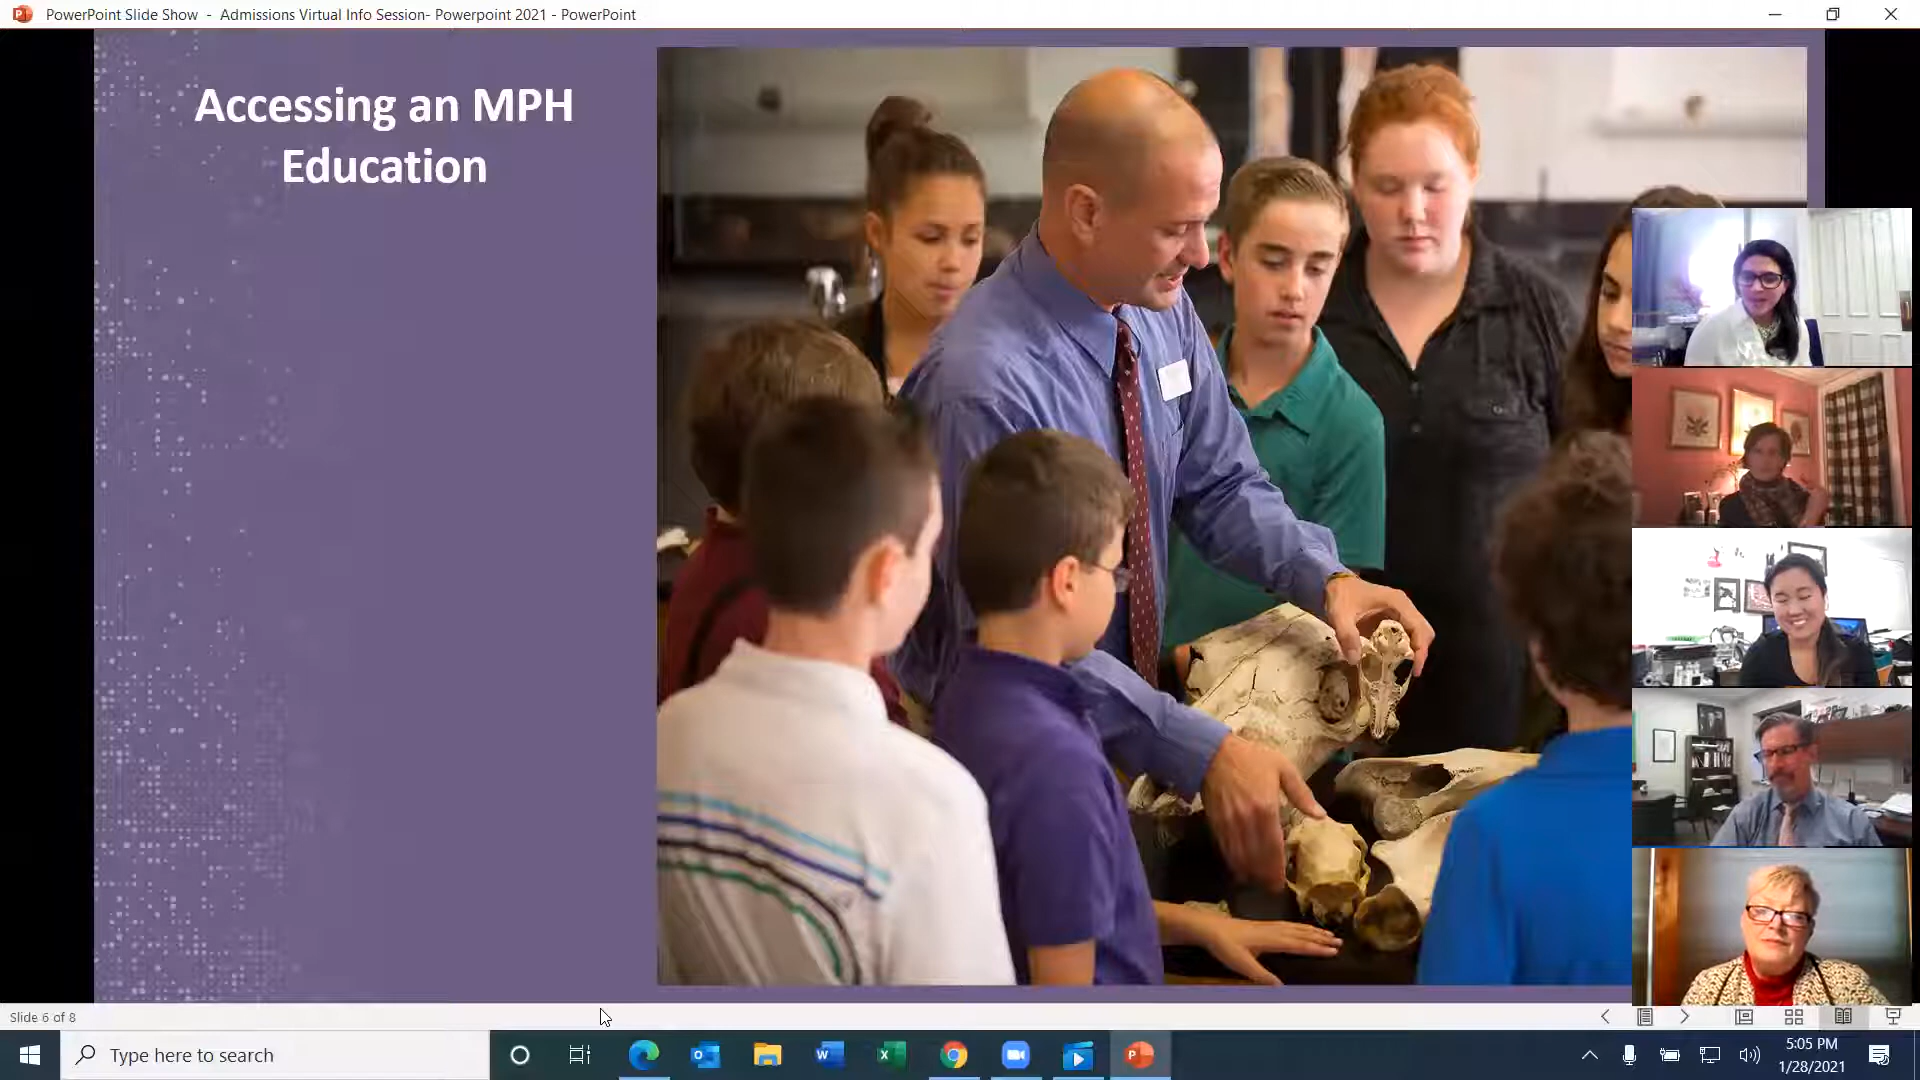 PowerPoint Slide Show - Admissions Virtual Info Session- Powerpoint 2021 - PowerPoint
Accessing an MPH
Education
Slide 6 of 8
Type here to search
5:05 PM
1/28/2021